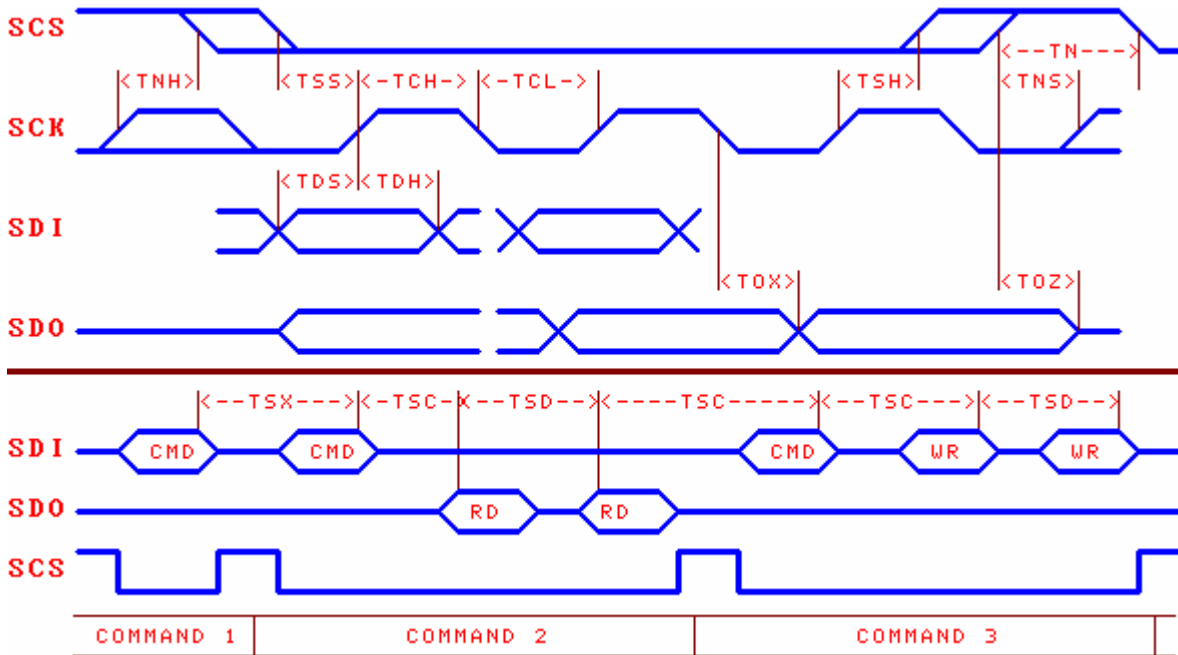 SCS
<--TN--->
<TNH> <TSS> <-TCH-> <-TCL-> <TSH> <TNS>
SCK
<TDS> <TDH>
SDI
<TOX> <TOZ>
SDO
<--TSX---> <-TSC-X--TSD--> <----TSC-----> <--TSC---> <--TSD-->
SDI CMD CMD CMD WR WR
SDO RD RD
SCS
COMMAND 1 COMMAND 2 COMMAND 3